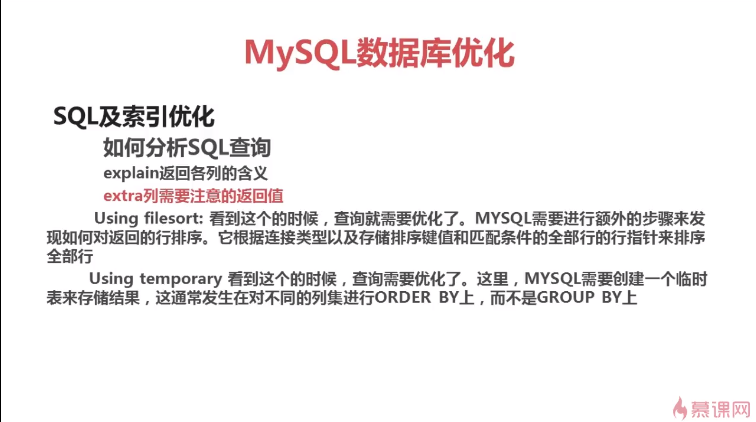 MySQL数据库优化
SQL及索引优化
如何分析SQL查询
explain返回各列的含义
extra列需要注意的返回值
Using filesort: 看到这个的时候，查询就需要优化了。MYSQL需要进行额外的步骤来发
现如何对返回的行排序。它根据连接类型以及存储排序键值和匹配条件的全部行的行指针来排序
全部行
Using temporary 看到这个的时候，查询需要优化了。这里，MYSQL需要创建一个临时
表来存储结果，这通常发生在对不同的列集进行ORDER BY上，而不是GROUP BY上
慕课网